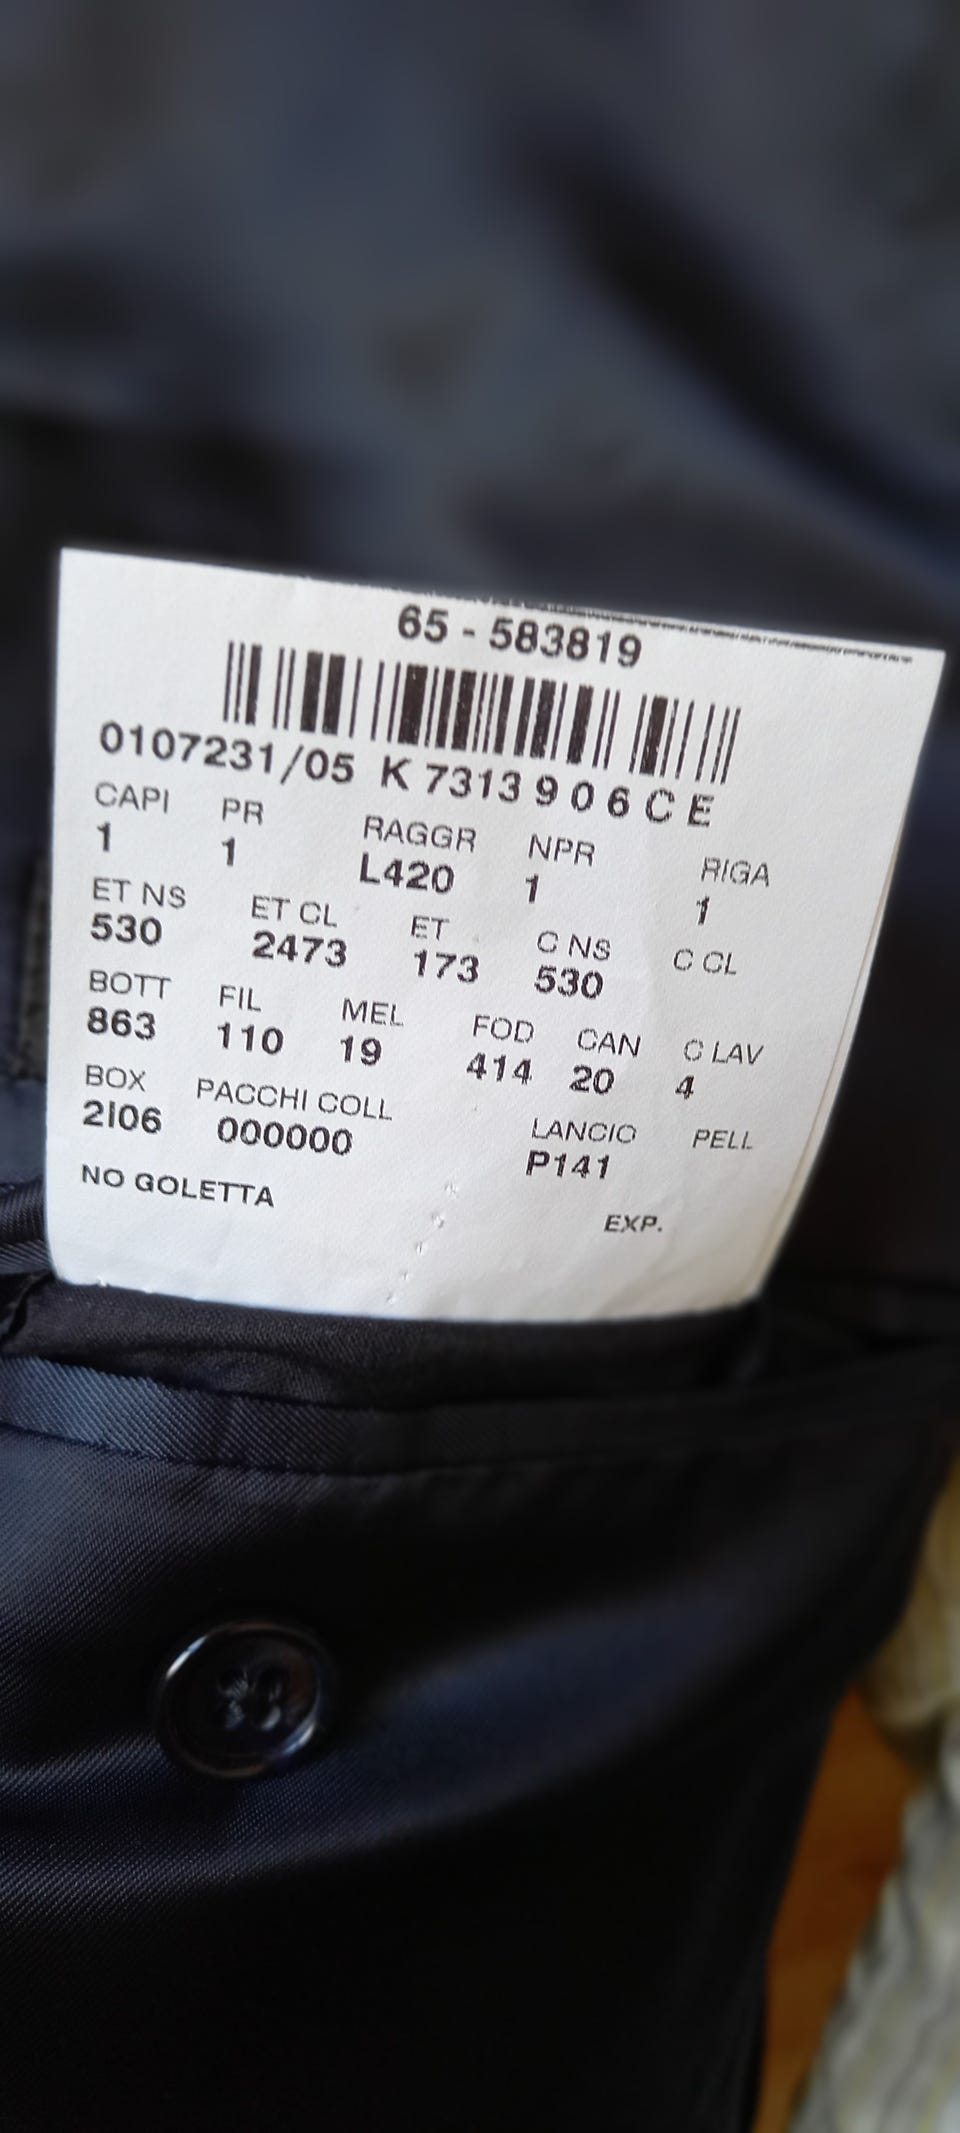 65 - 583819
0107231/05 K 7313 9 0 6 C E
CAPI PR RAGGR NPR RIGA
1 1 L420 1 1
ET NS ET CL ET C NS C CL
530 2473 173 530
BOTT FIL MEL FOD CAN C LAV
863 110 19 414 20 4
BOX PACCHI COLL LANCIO PELL
2I06 000000 P141
NO GOLETTA EXP.